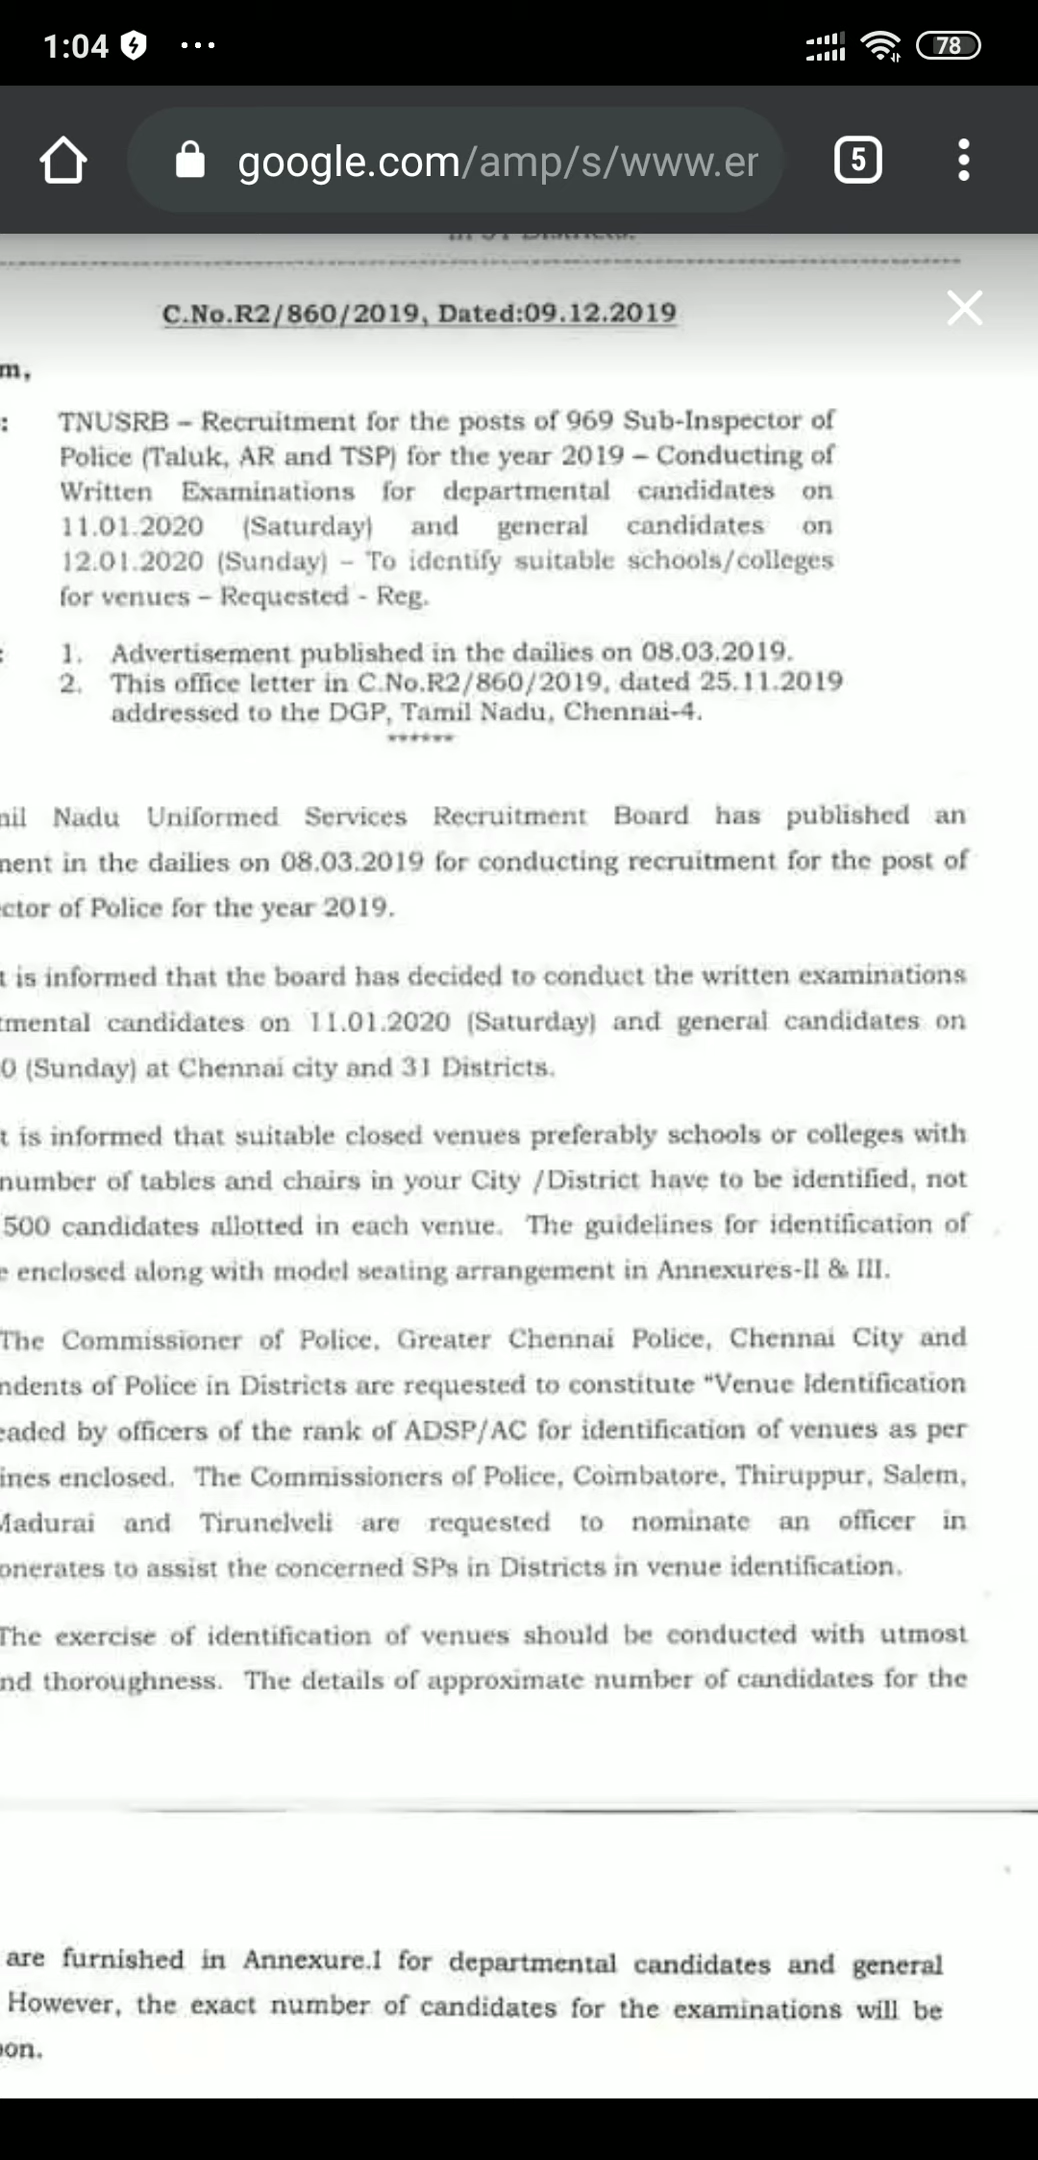 1:04
78
google.com/amp/s/www.er
5
in 31 Districts.
C.No.R2/860/2019, Dated:09.12.2019
m,
: TNUSRB – Recruitment for the posts of 969 Sub-Inspector of
Police (Taluk, AR and TSP) for the year 2019 – Conducting of
Written Examinations for departmental candidates on
11.01.2020 (Saturday) and general candidates on
12.01.2020 (Sunday) – To identify suitable schools/colleges
for venues – Requested - Reg.
: 1. Advertisement published in the dailies on 08.03.2019.
2. This office letter in C.No.R2/860/2019, dated 25.11.2019
addressed to the DGP, Tamil Nadu, Chennai-4.
******
nil Nadu Uniformed Services Recruitment Board has published an
nent in the dailies on 08.03.2019 for conducting recruitment for the post of
ctor of Police for the year 2019.
t is informed that the board has decided to conduct the written examinations
tmental candidates on 11.01.2020 (Saturday) and general candidates on
0 (Sunday) at Chennai city and 31 Districts.
t is informed that suitable closed venues preferably schools or colleges with
number of tables and chairs in your City /District have to be identified, not
500 candidates allotted in each venue. The guidelines for identification of
e enclosed along with model seating arrangement in Annexures-II & III.
The Commissioner of Police, Greater Chennai Police, Chennai City and
ndents of Police in Districts are requested to constitute "Venue Identification
eaded by officers of the rank of ADSP/AC for identification of venues as per
ines enclosed. The Commissioners of Police, Coimbatore, Thiruppur, Salem,
Madurai and Tirunelveli are requested to nominate an officer in
onerates to assist the concerned SPs in Districts in venue identification.
The exercise of identification of venues should be conducted with utmost
nd thoroughness. The details of approximate number of candidates for the
are furnished in Annexure.I for departmental candidates and general
However, the exact number of candidates for the examinations will be
oon.